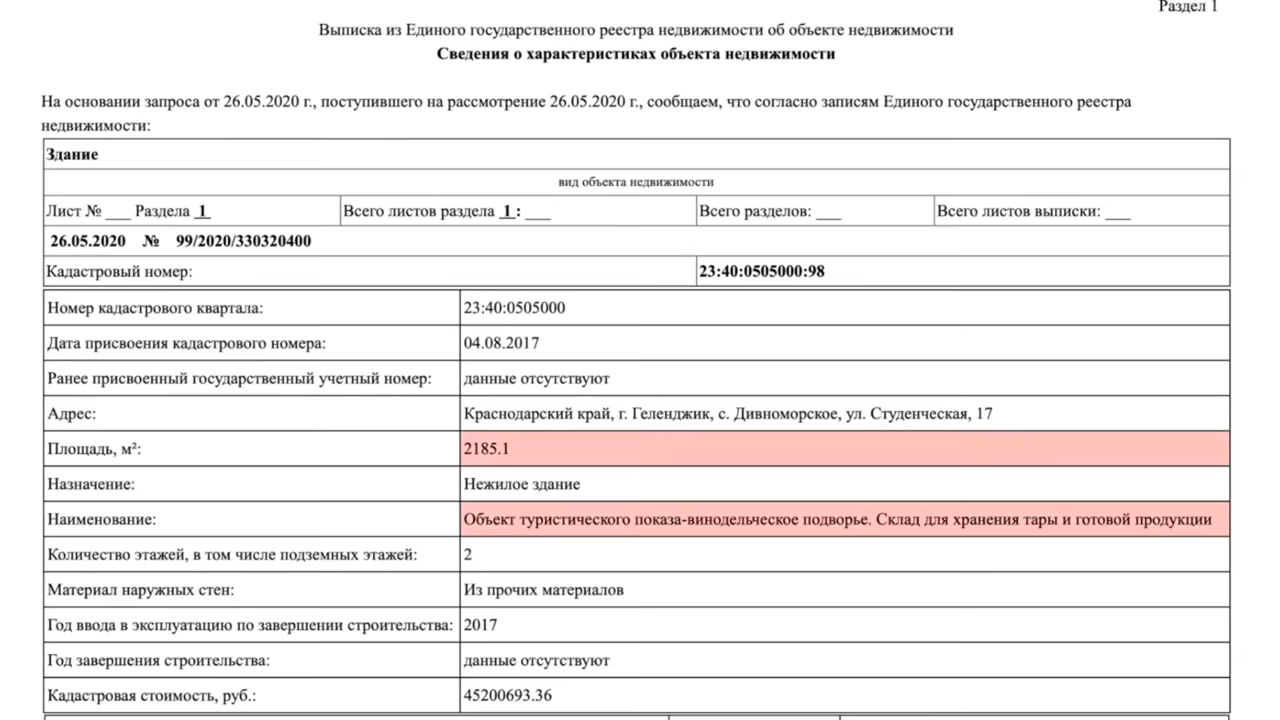 Раздел 1
Выписка из Единого государственного реестра недвижимости об объекте недвижимости
Сведения о характеристиках объекта недвижимости
На основании запроса от 26.05.2020 г., поступившего на рассмотрение 26.05.2020 г., сообщаем, что согласно записям Единого государственного реестра
недвижимости:
Здание
вид объекта недвижимости
Лист № ___ Раздела 1 Всего листов раздела 1 : ___ Всего разделов: ___ Всего листов выписки: ___
26.05.2020 № 99/2020/330320400
Кадастровый номер: 23:40:0505000:98
Номер кадастрового квартала: 23:40:0505000
Дата присвоения кадастрового номера: 04.08.2017
Ранее присвоенный государственный учетный номер: данные отсутствуют
Адрес: Краснодарский край, г. Геленджик, с. Дивноморское, ул. Студенческая, 17
Площадь, м²: 2185.1
Назначение: Нежилое здание
Наименование: Объект туристического показа-винодельческое подворье. Склад для хранения тары и готовой продукции
Количество этажей, в том числе подземных этажей: 2
Материал наружных стен: Из прочих материалов
Год ввода в эксплуатацию по завершении строительства: 2017
Год завершения строительства: данные отсутствуют
Кадастровая стоимость, руб.: 45200693.36